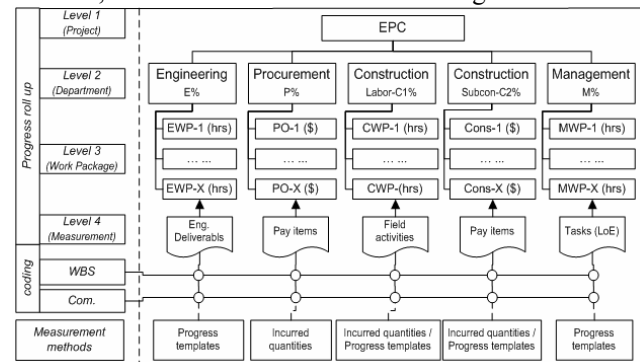 Level 1
(Project)
EPC
Level 2
(Department)
Engineering
E%
Procurement
P%
Construction
Labor-C1%
Construction
Subcon-C2%
Management
M%
Progress roll up
EWP-1 (hrs)
PO-1 ($)
CWP-1 (hrs)
Cons-1 ($)
MWP-1 (hrs)
Level 3
(Work Package)
... ...
... ...
... ...
... ...
... ...
EWP-X (hrs)
PO-X ($)
CWP-(hrs)
Cons-X ($)
MWP-X (hrs)
Level 4
(Measurement)
Eng.
Deliverables
Pay items
Field
activities
Pay items
Tasks (LoE)
coding
WBS
Com.
Measurement
methods
Progress
templates
Incurred
quantities
Incurred quantities /
Progress templates
Incurred quantities /
Progress templates
Progress
templates